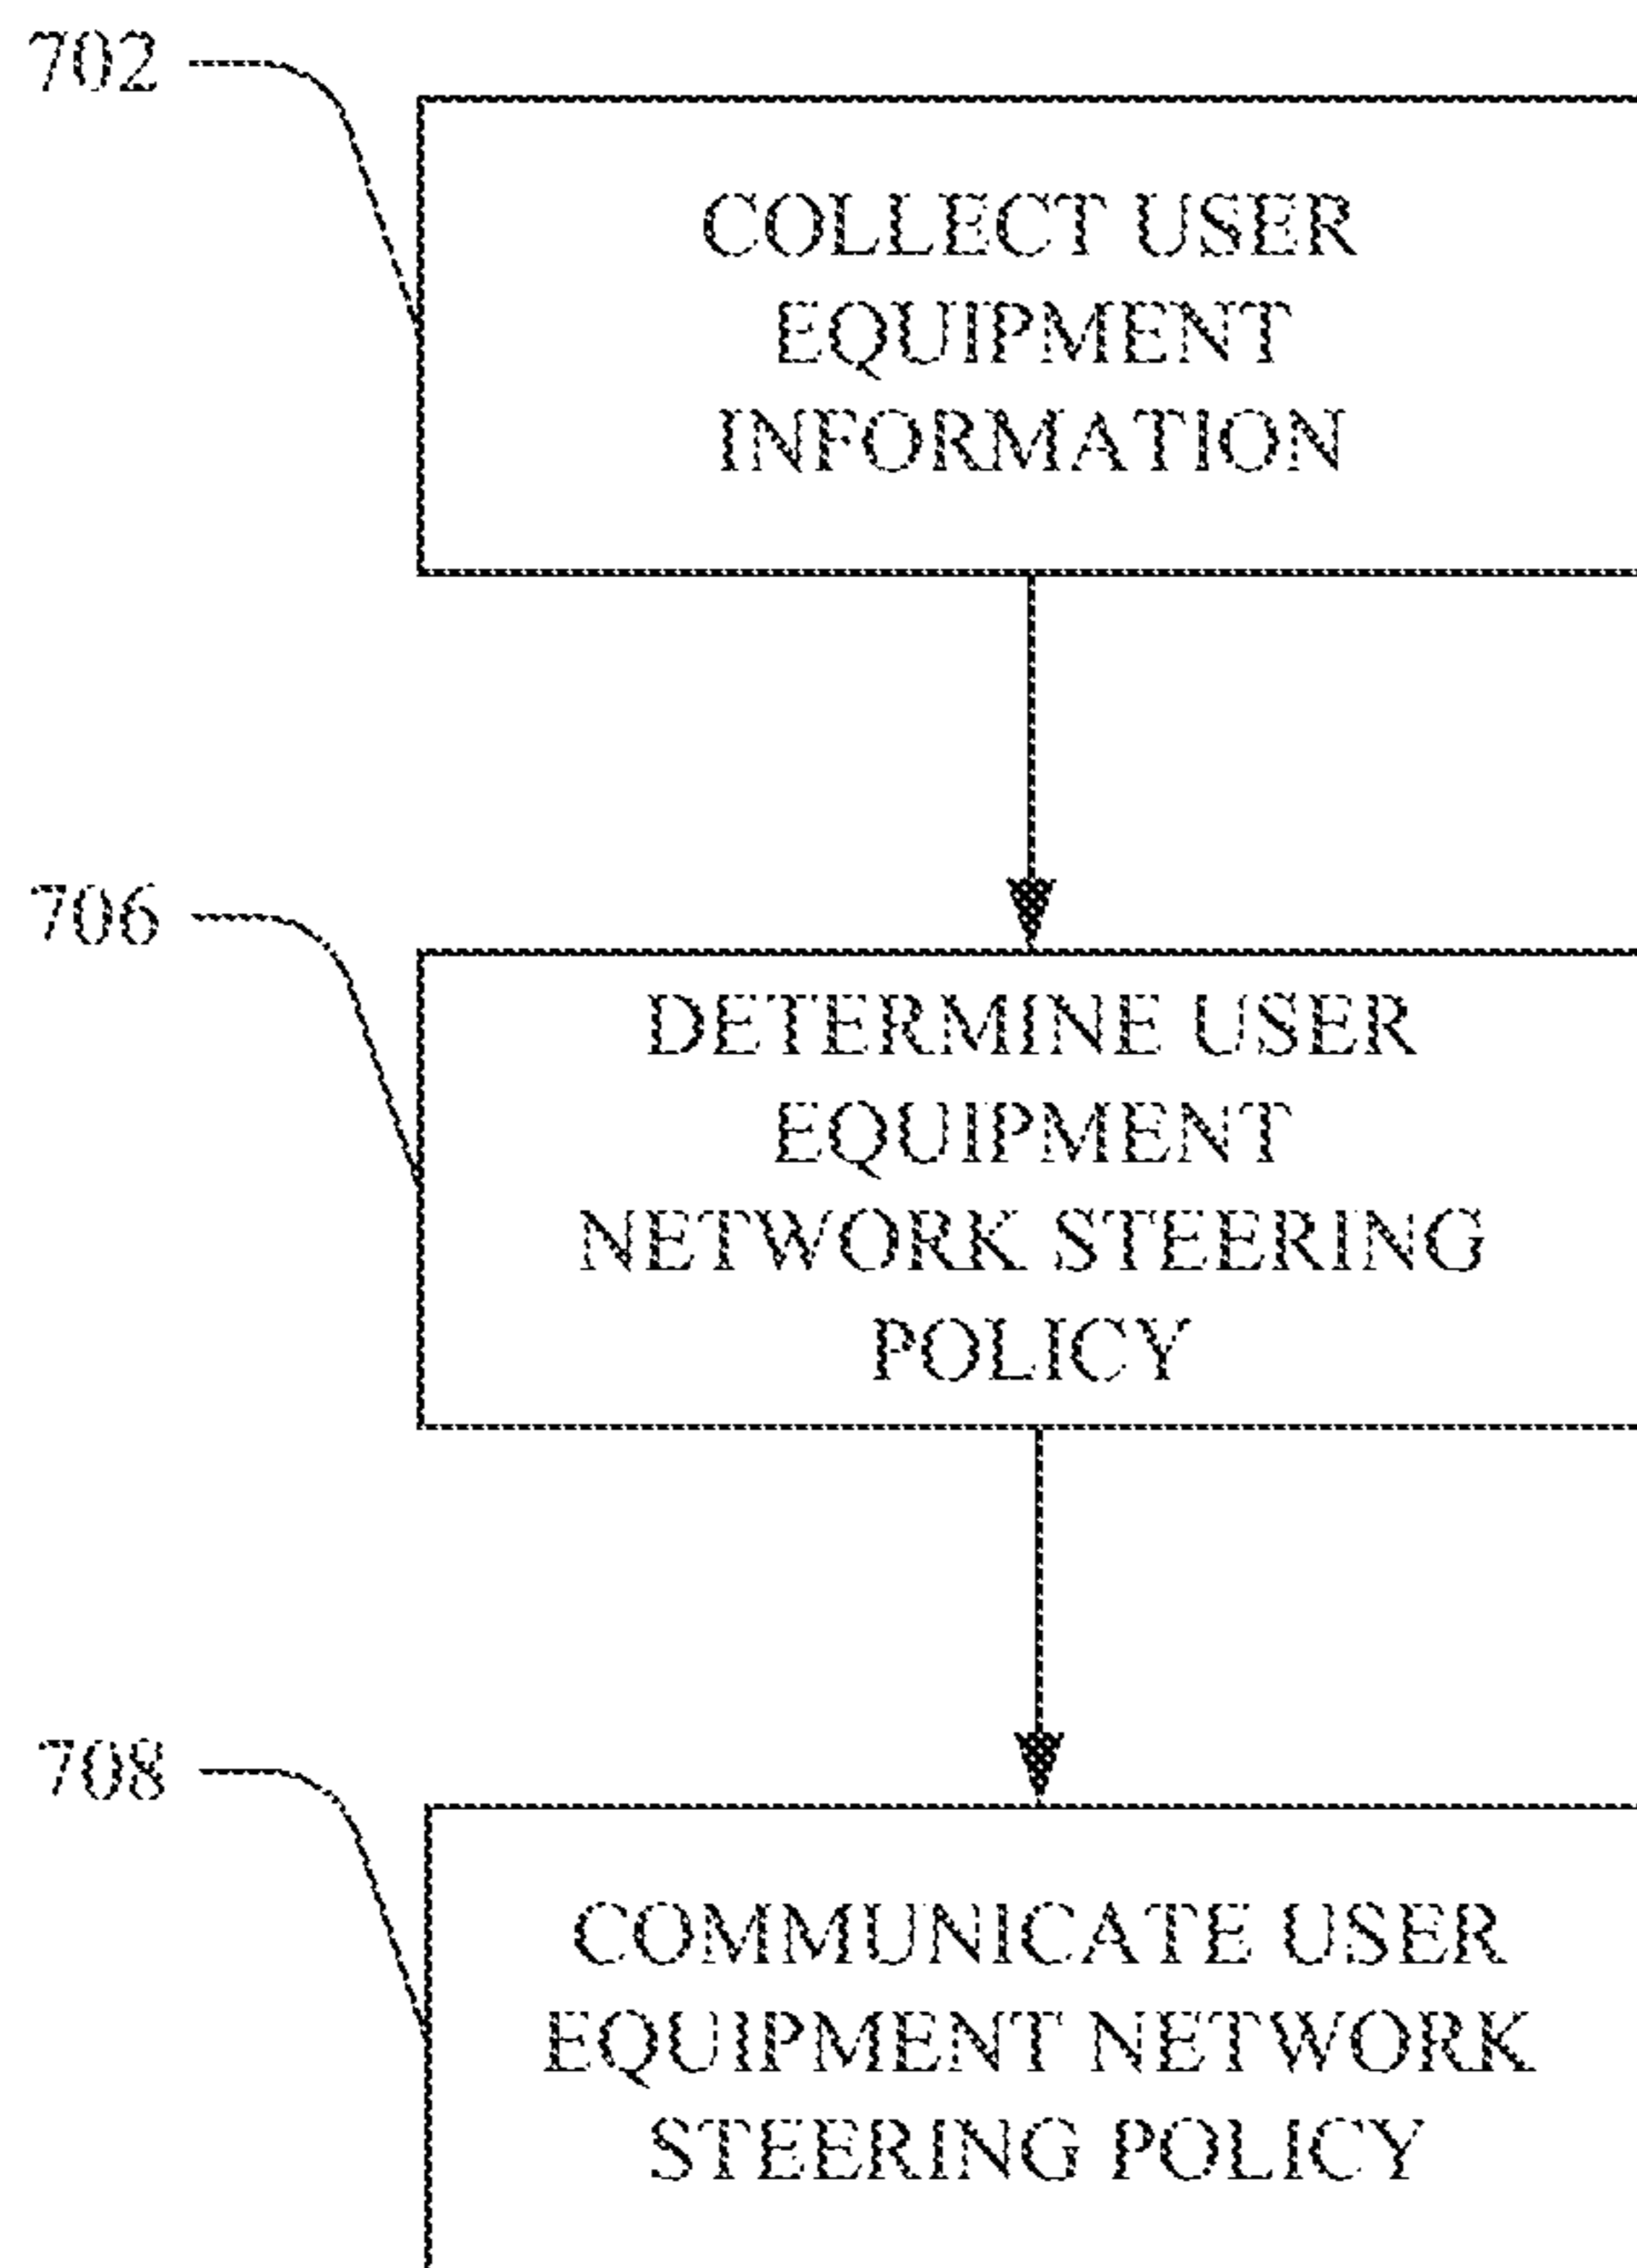 702
COLLECT USER
EQUIPMENT
INFORMATION
706
DETERMINE USER
EQUIPMENT
NETWORK STEERING
POLICY
708
COMMUNICATE USER
EQUIPMENT NETWORK
STEERING POLICY